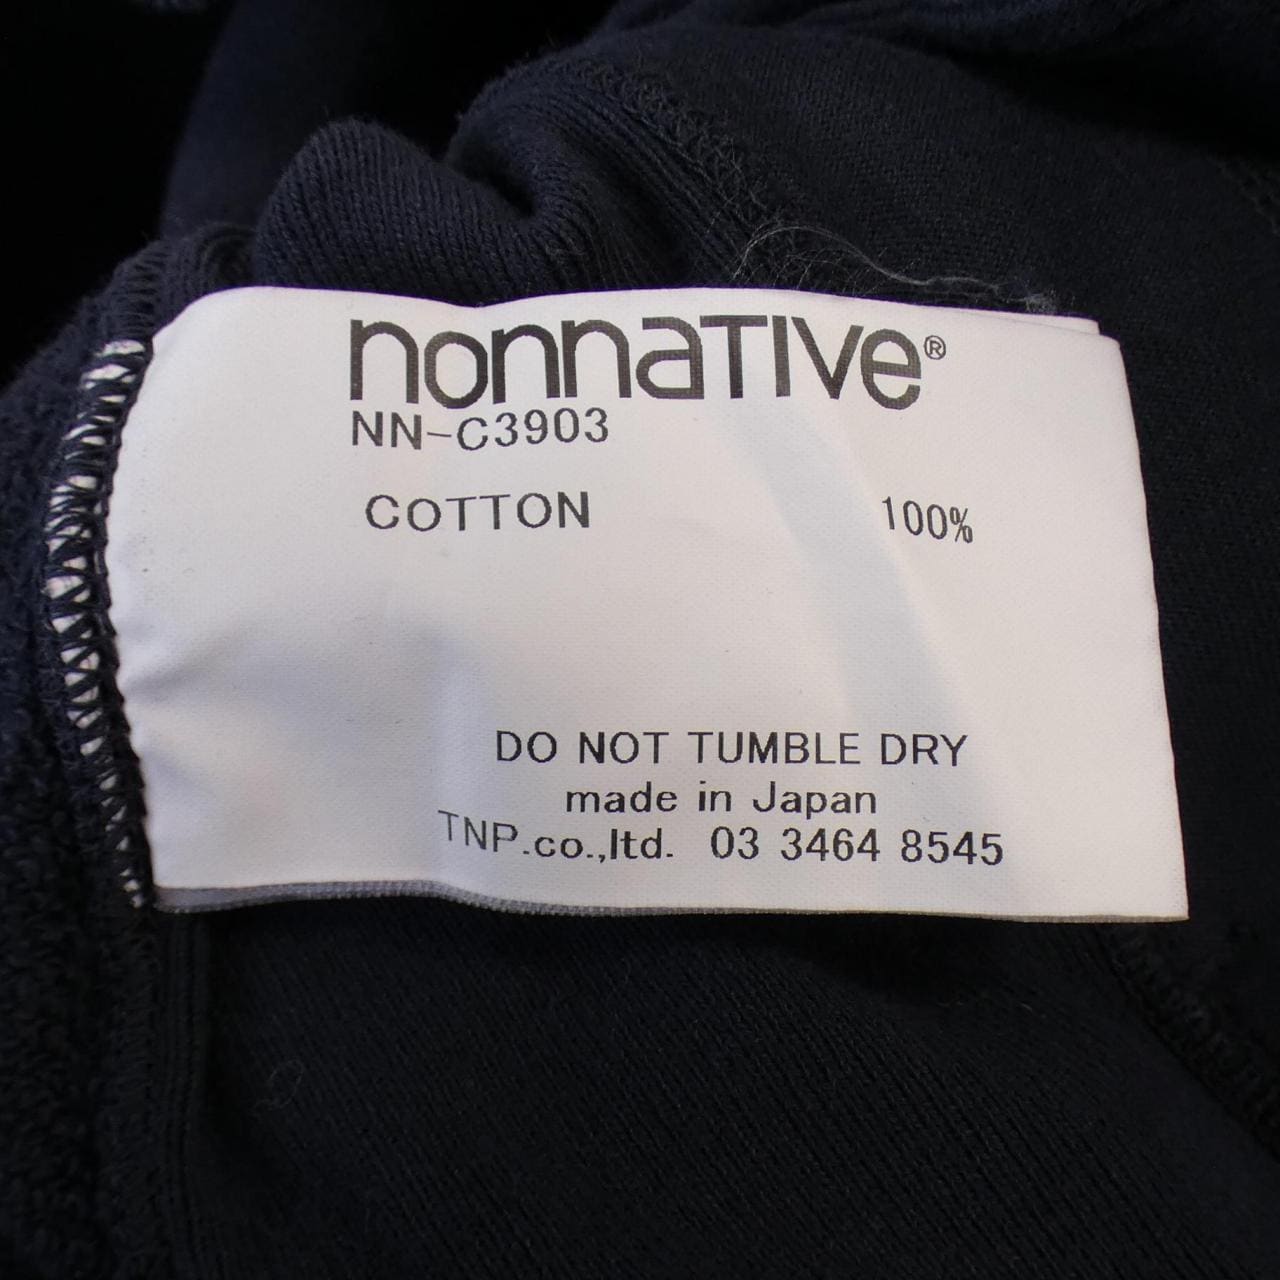 nonnaTIVe®
NN-C3903
COTTON 100%
DO NOT TUMBLE DRY
made in Japan
TNP.co.,ltd. 03 3464 8545